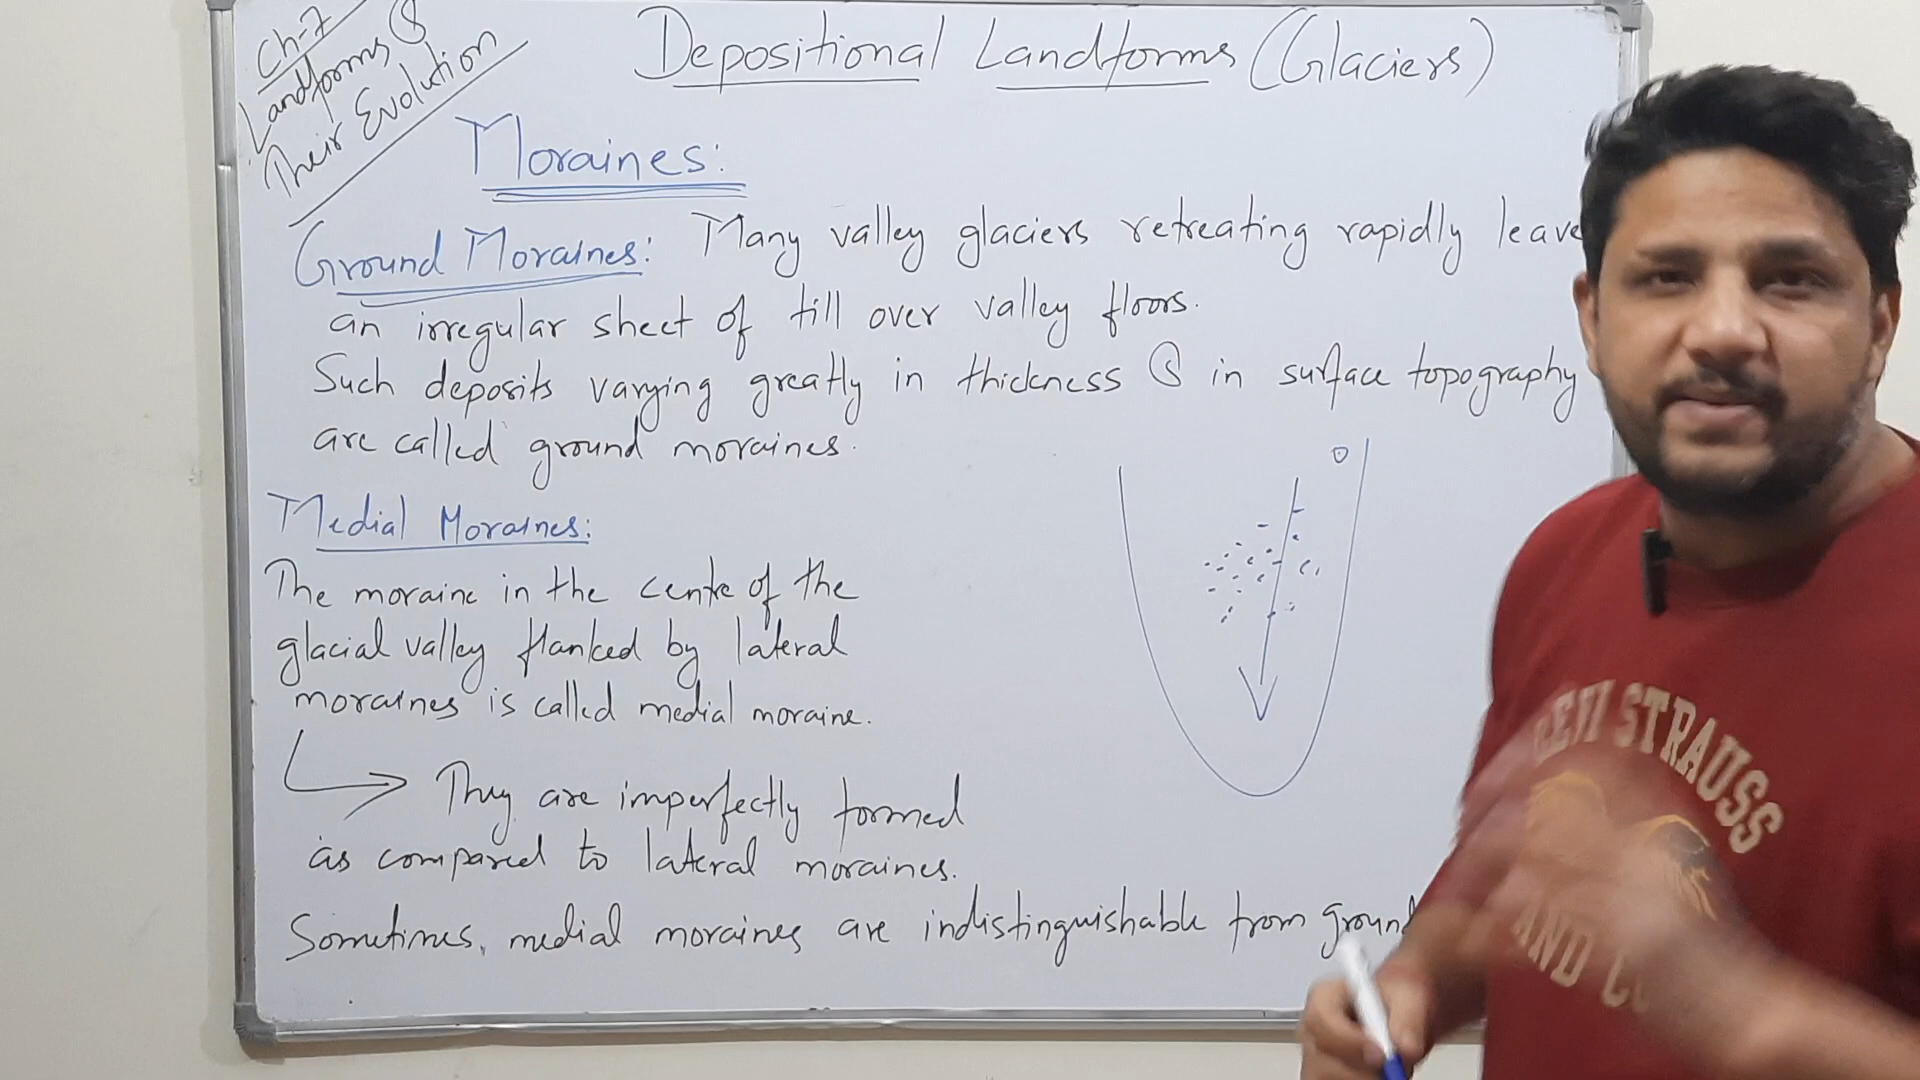 Ch-7
Landforms &
Their Evolution
Depositional Landforms (Glaciers)
Moraines:
Ground Moraines: Many valley glaciers retreating rapidly leave
an irregular sheet of till over valley floors.
Such deposits varying greatly in thickness & in surface topography
are called ground moraines.
Medial Moraines:
The moraine in the centre of the
glacial valley flanked by lateral
moraines is called medial moraine.
They are imperfectly formed
as compared to lateral moraines.
Sometimes, medial moraines are indistinguishable from ground
LEVI STRAUSS
AND CO